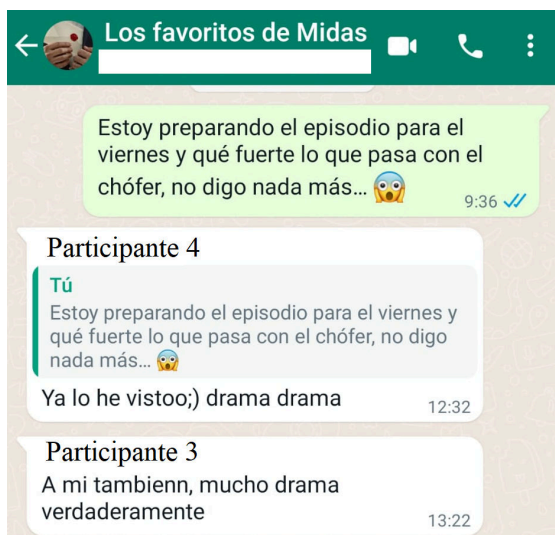 Los favoritos de Midas
Estoy preparando el episodio para el
viernes y qué fuerte lo que pasa con el
chófer, no digo nada más... 😱
9:36
Participante 4
Tú
Estoy preparando el episodio para el viernes y
qué fuerte lo que pasa con el chófer, no digo
nada más... 😱
Ya lo he vistoo;) drama drama
12:32
Participante 3
A mi tambienn, mucho drama
verdaderamente
13:22